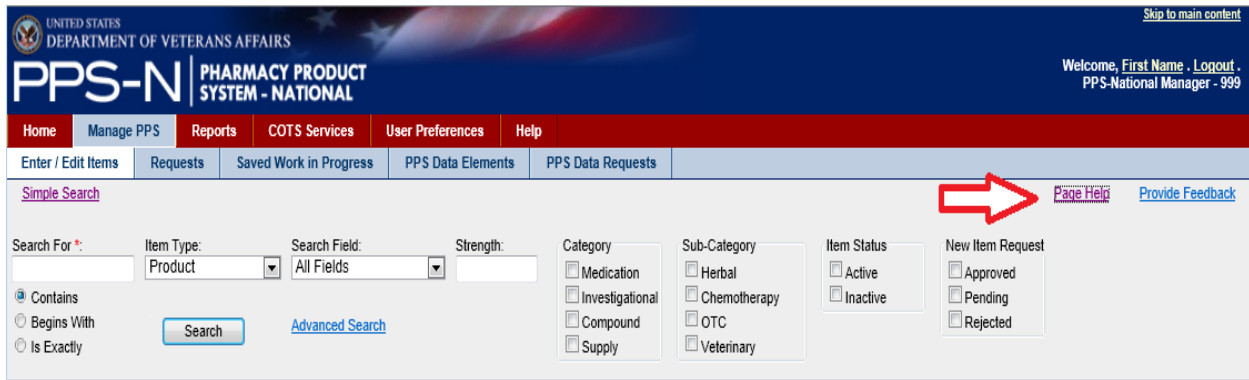 Skip to main content
UNITED STATES
DEPARTMENT OF VETERANS AFFAIRS
PPS-N PHARMACY PRODUCT
SYSTEM - NATIONAL
Welcome, First Name . Logout .
PPS-National Manager - 999
Home Manage PPS Reports COTS Services User Preferences Help
Enter / Edit Items Requests Saved Work in Progress PPS Data Elements PPS Data Requests
Simple Search Page Help Provide Feedback
Search For *: Item Type: Search Field: Strength: Category Sub-Category Item Status New Item Request
Product All Fields
Medication Herbal Active Approved
Contains Investigational Chemotherapy Inactive Pending
Begins With Search Advanced Search Compound OTC Rejected
Is Exactly Supply Veterinary